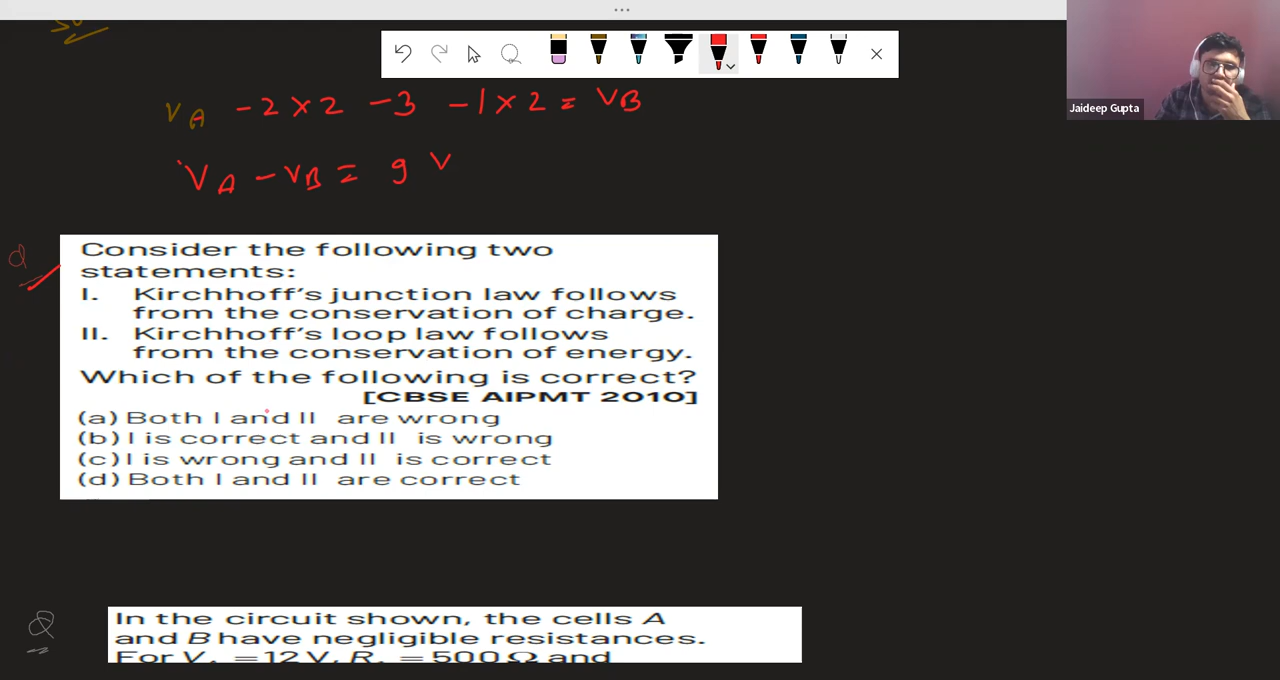 Jaideep Gupta
VA - 2 × 2 - 3 - 1 × 2 = VB
VA - VB = 9 V
Q
Consider the following two
statements:
I. Kirchhoff's junction law follows
from the conservation of charge.
II. Kirchhoff's loop law follows
from the conservation of energy.
Which of the following is correct?
[CBSE AIPMT 2010]
(a) Both I and II are wrong
(b) I is correct and II is wrong
(c) I is wrong and II is correct
(d) Both I and II are correct
Q
In the circuit shown, the cells A
and B have negligible resistances.
For V = 12 V, R = 500 Ω and